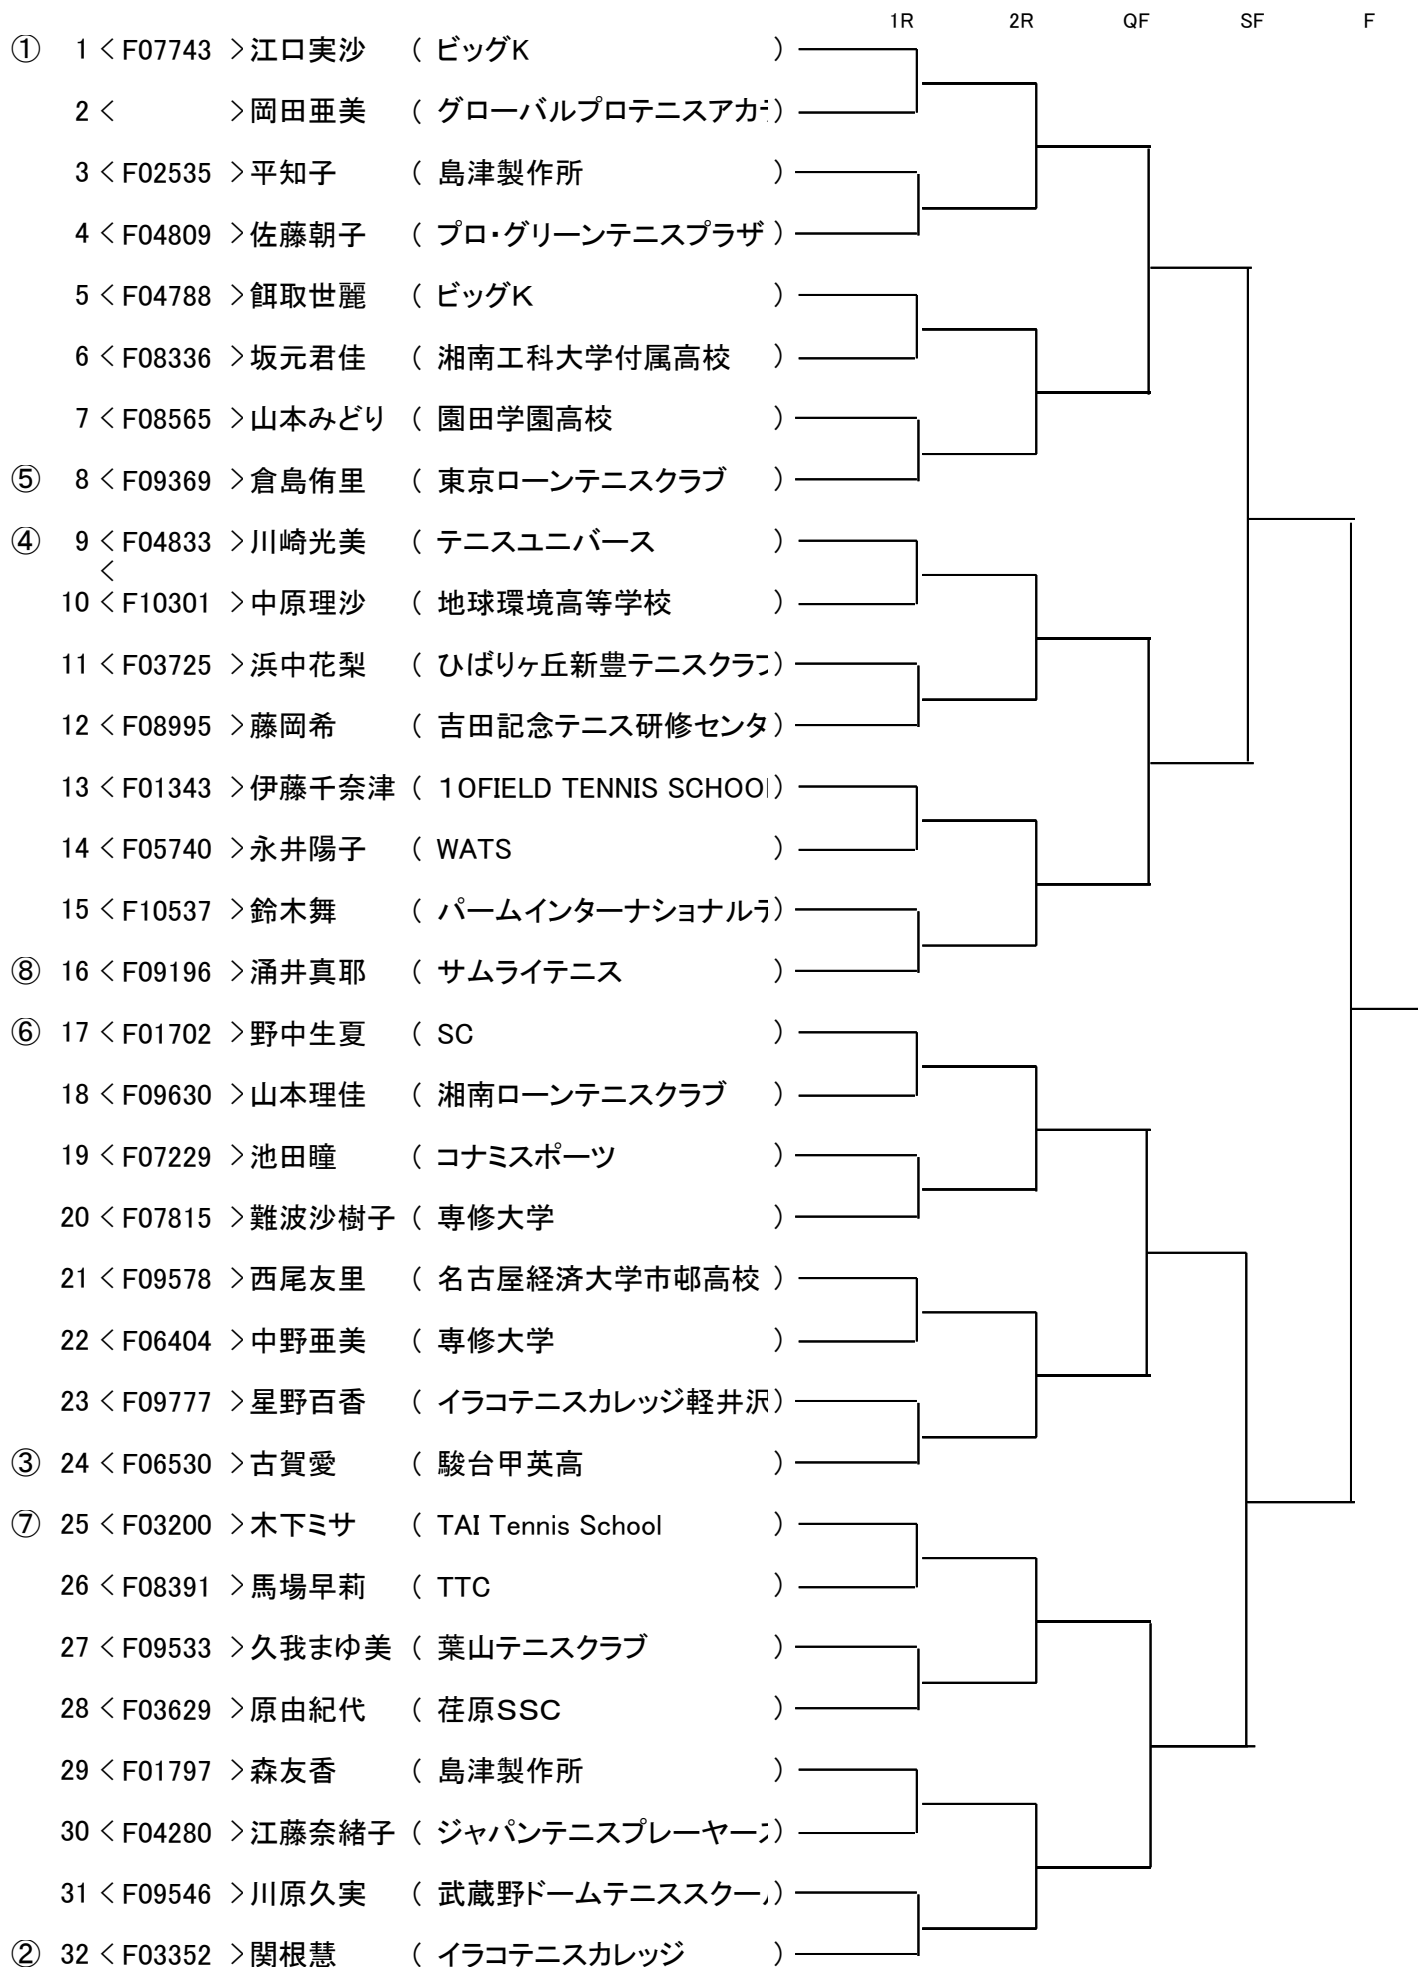 1R 2R QF SF F
① 1 <F07743 >江口実沙 ( ビッグK )
2 < >岡田亜美 ( グローバルプロテニスアカ )
3 <F02535 >平知子 ( 島津製作所 )
4 <F04809 >佐藤朝子 ( プロ・グリーンテニスプラザ )
5 <F04788 >餌取世麗 ( ビッグK )
6 <F08336 >坂元君佳 ( 湘南工科大学付属高校 )
7 <F08565 >山本みどり ( 園田学園高校 )
⑤ 8 <F09369 >倉島侑里 ( 東京ローンテニスクラブ )
④ 9 <F04833 >川崎光美 ( テニスユニバース )
<
10 <F10301 >中原理沙 ( 地球環境高等学校 )
11 <F03725 >浜中花梨 ( ひばりヶ丘新豊テニスクラ )
12 <F08995 >藤岡希 ( 吉田記念テニス研修センタ )
13 <F01343 >伊藤千奈津 ( 10FIELD TENNIS SCHOO )
14 <F05740 >永井陽子 ( WATS )
15 <F10537 >鈴木舞 ( パームインターナショナル )
⑧ 16 <F09196 >涌井真耶 ( サムライテニス )
⑥ 17 <F01702 >野中生夏 ( SC )
18 <F09630 >山本理佳 ( 湘南ローンテニスクラブ )
19 <F07229 >池田瞳 ( コナミスポーツ )
20 <F07815 >難波沙樹子 ( 専修大学 )
21 <F09578 >西尾友里 ( 名古屋経済大学市邨高校 )
22 <F06404 >中野亜美 ( 専修大学 )
23 <F09777 >星野百香 ( イラコテニスカレッジ軽井沢 )
③ 24 <F06530 >古賀愛 ( 駿台甲英高 )
⑦ 25 <F03200 >木下ミサ ( TAI Tennis School )
26 <F08391 >馬場早莉 ( TTC )
27 <F09533 >久我まゆ美 ( 葉山テニスクラブ )
28 <F03629 >原由紀代 ( 荏原SSC )
29 <F01797 >森友香 ( 島津製作所 )
30 <F04280 >江藤奈緒子 ( ジャパンテニスプレーヤー )
31 <F09546 >川原久実 ( 武蔵野ドームテニススクー )
② 32 <F03352 >関根慧 ( イラコテニスカレッジ )